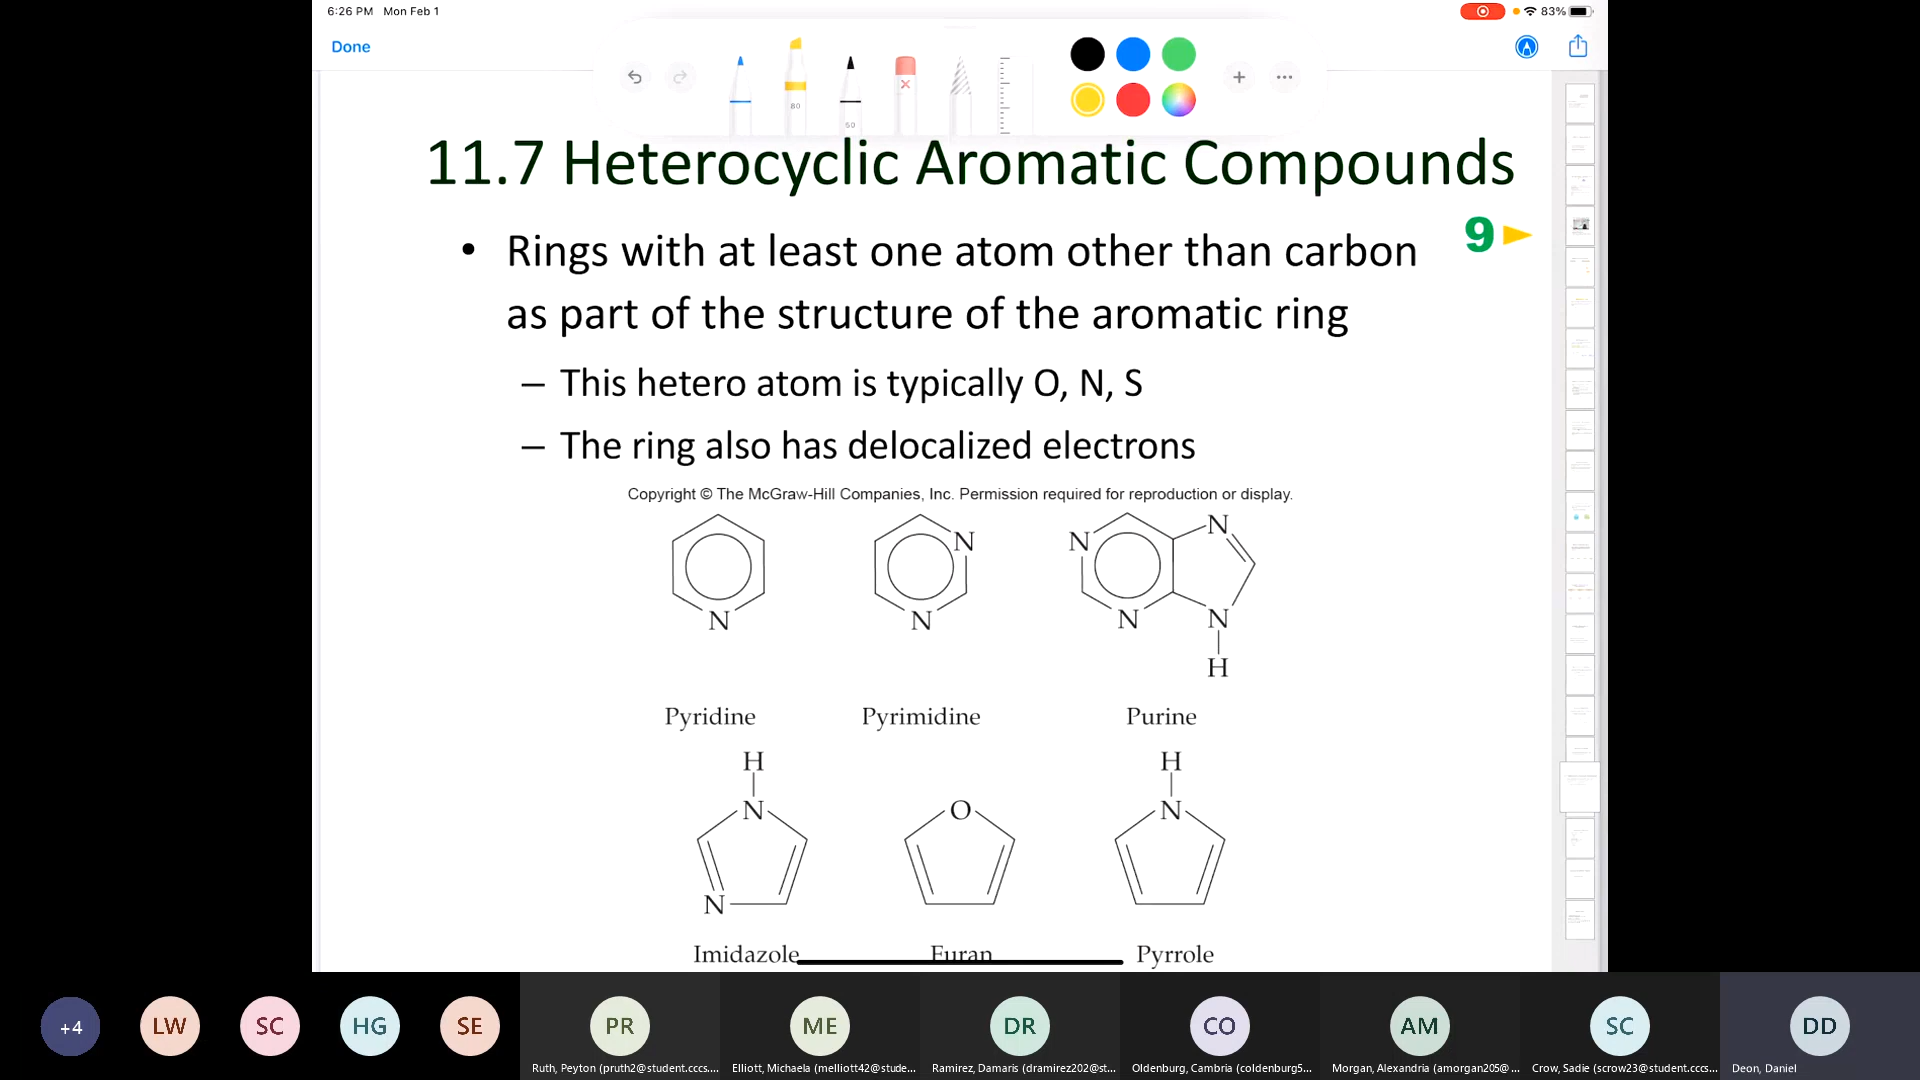 6:26 PM Mon Feb 1
83%
Done
80
50
11.7 Heterocyclic Aromatic Compounds
• Rings with at least one atom other than carbon
9
as part of the structure of the aromatic ring
– This hetero atom is typically O, N, S
– The ring also has delocalized electrons
Copyright © The McGraw-Hill Companies, Inc. Permission required for reproduction or display.
N
N
N
N
N
N
N
H
Pyridine Pyrimidine Purine
H
N
N
O
H
N
Imidazole Furan Pyrrole
+4 LW SC HG SE PR ME DR CO AM SC DD
Ruth, Peyton (pruth2@student.cccs.... Elliott, Michaela (melliott42@stude... Ramirez, Damaris (dramirez202@st... Oldenburg, Cambria (coldenburg5... Morgan, Alexandria (amorgan205@... Crow, Sadie (scrow23@student.cccs... Deon, Daniel